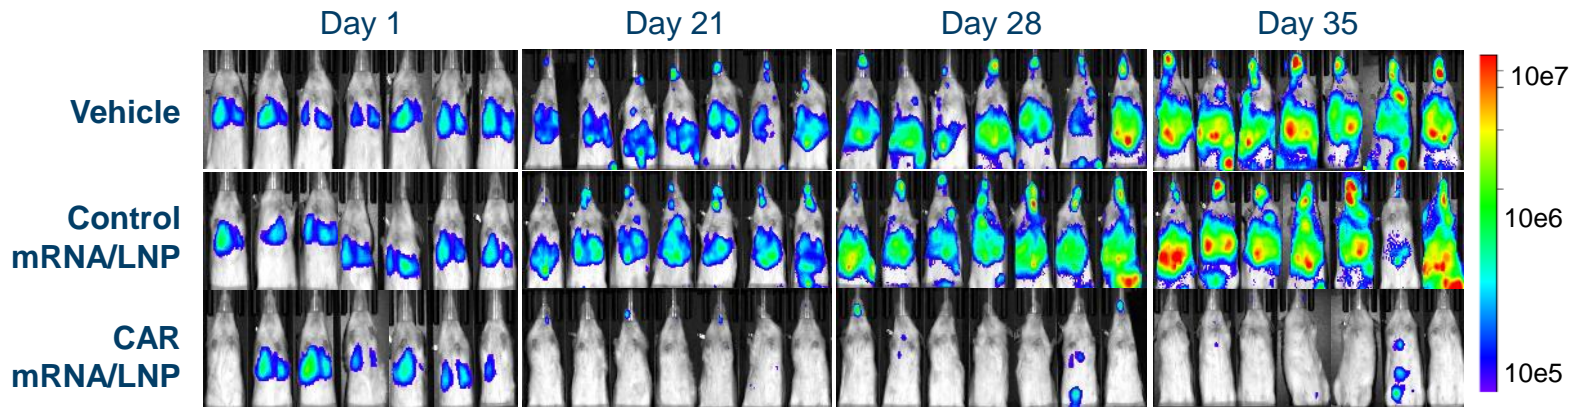 Day 1
Day 21
Day 28
Day 35
Vehicle
Control
mRNA/LNP
CAR
mRNA/LNP
10e7
10e6
10e5